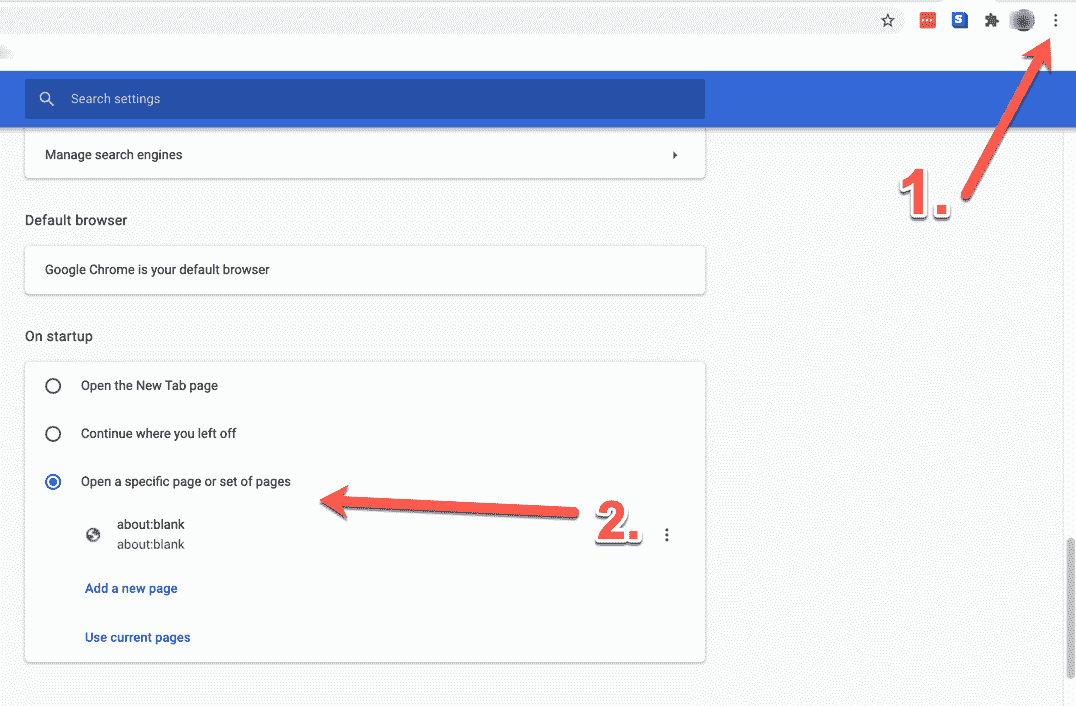 S
Search settings
1.
Manage search engines
Default browser
Google Chrome is your default browser
On startup
Open the New Tab page
Continue where you left off
Open a specific page or set of pages
2.
about:blank
about:blank
Add a new page
Use current pages